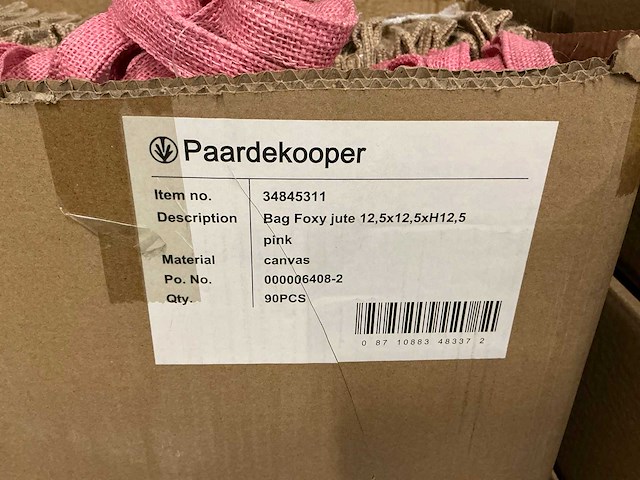 Paardekooper
Item no. 34845311
Description Bag Foxy jute 12,5x12,5xH12,5
pink
Material canvas
Po. No. 000006408-2
Qty. 90PCS
0 87 10883 48337 2